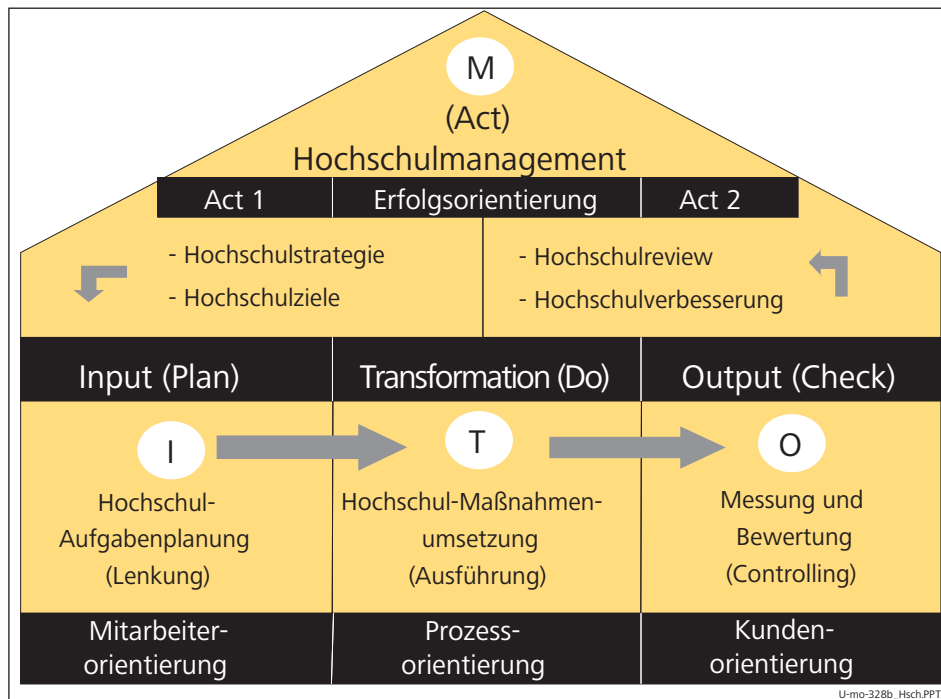 M
(Act)
Hochschulmanagement
Act 1 Erfolgsorientierung Act 2
- Hochschulstrategie
- Hochschulziele
- Hochschulreview
- Hochschulverbesserung
Input (Plan) Transformation (Do) Output (Check)
I
Hochschul-
Aufgabenplanung
(Lenkung)
T
Hochschul-Maßnahmen-
umsetzung
(Ausführung)
O
Messung und
Bewertung
(Controlling)
Mitarbeiter-
orientierung
Prozess-
orientierung
Kunden-
orientierung
U-mo-328b_Hsch.PPT